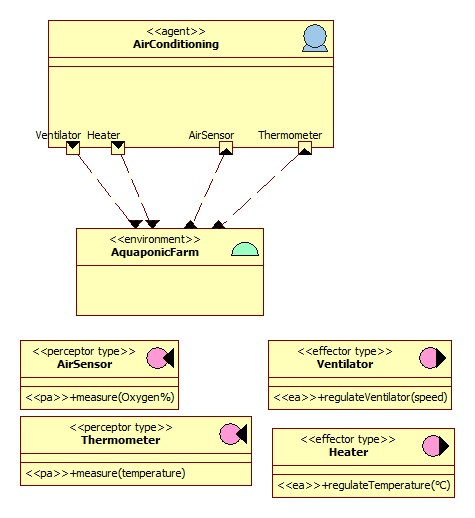 <<agent>>
AirConditioning
Ventilator Heater AirSensor Thermometer
<<environment>>
AquaponicFarm
<<perceptor type>>
AirSensor
<<pa>>+measure(Oxygen%)
<<effector type>>
Ventilator
<<ea>>+regulateVentilator(speed)
<<perceptor type>>
Thermometer
<<pa>>+measure(temperature)
<<effector type>>
Heater
<<ea>>+regulateTemperature(°C)